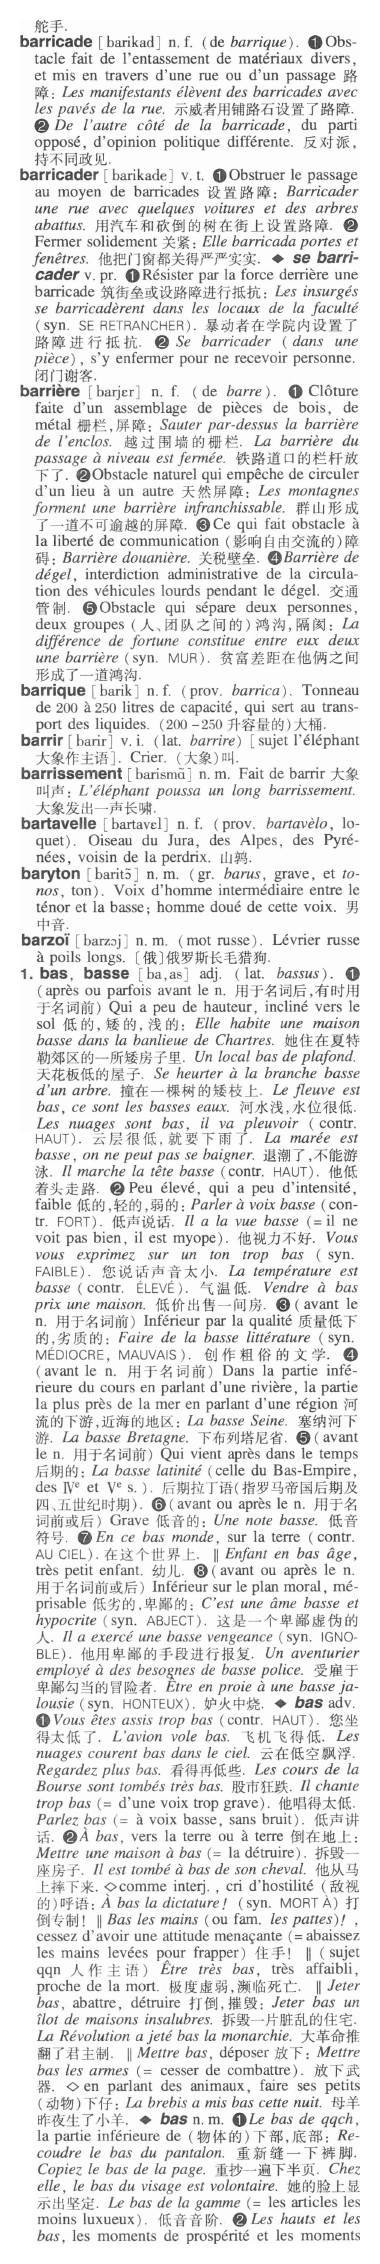 舵手.
barricade [barikad] n. f. (de barrique). ❶Obs-
tacle fait de l'entassement de matériaux divers,
et mis en travers d'une rue ou d'un passage 路
障: Les manifestants élèvent des barricades avec
les pavés de la rue. 示威者用铺路石设置了路障.
❷ De l'autre côté de la barricade, du parti
opposé, d'opinion politique différente. 反对派,
持不同政见.
barricader [barikade] v. t. ❶Obstruer le passage
au moyen de barricades 设置路障: Barricader
une rue avec quelques voitures et des arbres
abattus. 用汽车和砍倒的树在街上设置路障. ❷
Fermer solidement 关紧: Elle barricada portes et
fenêtres. 他把门窗都关得严严实实. ◆ se barri-
cader v. pr. ❶Résister par la force derrière une
barricade 筑街垒或设路障进行抵抗: Les insurgés
se barricadèrent dans les locaux de la faculté
(syn. SE RETRANCHER). 暴动者在学院内设置了
路障进行抵抗. ❷ Se barricader (dans une
pièce), s'y enfermer pour ne recevoir personne.
闭门谢客.
barrière [barjɛr] n. f. (de barre). ❶ Clôture
faite d'un assemblage de pièces de bois, de
métal 栅栏,屏障: Sauter par-dessus la barrière
de l'enclos. 越过围墙的栅栏. La barrière du
passage à niveau est fermée. 铁路道口的栏杆放
下了. ❷Obstacle naturel qui empêche de circuler
d'un lieu à un autre 天然屏障: Les montagnes
forment une barrière infranchissable. 群山形成
了一道不可逾越的屏障. ❸Ce qui fait obstacle à
la liberté de communication (影响自由交流的)障
碍: Barrière douanière. 关税壁垒. ❹Barrière de
dégel, interdiction administrative de la circula-
tion des véhicules lourds pendant le dégel. 交通
管制. ❺Obstacle qui sépare deux personnes,
deux groupes (人、团队之间的)鸿沟,隔阂: La
différence de fortune constitue entre eux deux
une barrière (syn. MUR). 贫富差距在他俩之间
形成了一道鸿沟.
barrique [barik] n. f. (prov. barrica). Tonneau
de 200 à 250 litres de capacité, qui sert au trans-
port des liquides. (200－250 升容量的)大桶.
barrir [barir] v. i. (lat. barrire) [sujet l'éléphant
大象作主语]. Crier. (大象)叫.
barrissement [barismɑ̃] n. m. Fait de barrir 大象
叫声: L'éléphant poussa un long barrissement.
大象发出一声长啸.
bartavelle [bartavɛl] n. f. (prov. bartavèlo, lo-
quet). Oiseau du Jura, des Alpes, des Pyré-
nées, voisin de la perdrix. 山鹑.
baryton [baritɔ̃] n. m. (gr. barus, grave, et to-
nos, ton). Voix d'homme intermédiaire entre le
ténor et la basse; homme doué de cette voix. 男
中音.
barzoï [barzɔj] n. m. (mot russe). Lévrier russe
à poils longs. [俄]俄罗斯长毛猎狗.
1. bas, basse [bɑ,ɑs] adj. (lat. bassus). ❶
(après ou parfois avant le n. 用于名词后,有时用
于名词前) Qui a peu de hauteur, incliné vers le
sol 低的,矮的,浅的: Elle habite une maison
basse dans la banlieue de Chartres. 她住在夏特
勒郊区的一所矮房子里. Un local bas de plafond.
天花板低的屋子. Se heurter à la branche basse
d'un arbre. 撞在一棵树的矮枝上. Le fleuve est
bas, ce sont les basses eaux. 河水浅,水位很低.
Les nuages sont bas, il va pleuvoir (contr.
HAUT). 云层很低,就要下雨了. La marée est
basse, on ne peut pas se baigner. 退潮了,不能游
泳. Il marche la tête basse (contr. HAUT). 他低
着头走路. ❷ Peu élevé, qui a peu d'intensité,
faible 低的,轻的,弱的: Parler à voix basse (con-
tr. FORT). 低声说话. Il a la vue basse (= il ne
voit pas bien, il est myope). 他视力不好. Vous
vous exprimez sur un ton trop bas (syn.
FAIBLE). 您说话声音太小. La température est
basse (contr. ÉLEVÉ). 气温低. Vendre à bas
prix une maison. 低价出售一间房. ❸ (avant le
n. 用于名词前) Inférieur par la qualité 质量低下
的,劣质的: Faire de la basse littérature (syn.
MÉDIOCRE, MAUVAIS). 创作粗俗的文学. ❹
(avant le n. 用于名词前) Dans la partie infé-
rieure du cours en parlant d'une rivière, la partie
la plus près de la mer en parlant d'une région 河
流的下游,近海的地区: La basse Seine. 塞纳河下
游. La basse Bretagne. 下布列塔尼省. ❺ (avant
le n. 用于名词前) Qui vient après dans le temps
后期的: La basse latinité (celle du Bas-Empire,
des IVᵉ et Vᵉ s.). 后期拉丁语(指罗马帝国后期及
四、五世纪时期). ❻ (avant ou après le n. 用于名
词前或后) Grave 低音的: Une note basse. 低音
符号. ❼ En ce bas monde, sur la terre (contr.
AU CIEL). 在这个世界上. ‖ Enfant en bas âge,
très petit enfant. 幼儿. ❽ (avant ou après le n.
用于名词前或后) Inférieur sur le plan moral, mé-
prisable 低劣的,卑鄙的: C'est une âme basse et
hypocrite (syn. ABJECT). 这是一个卑鄙虚伪的
人. Il a exercé une basse vengeance (syn. IGNO-
BLE). 他用卑鄙的手段进行报复. Un aventurier
employé à des besognes de basse police. 受雇于
卑鄙勾当的冒险者. Être en proie à une basse ja-
lousie (syn. HONTEUX). 妒火中烧. ◆ bas adv.
❶Vous êtes assis trop bas (contr. HAUT). 您坐
得太低了. L'avion vole bas. 飞机飞得低. Les
nuages courent bas dans le ciel. 云在低空飘浮.
Regardez plus bas. 看得再低些. Les cours de la
Bourse sont tombés très bas. 股市狂跌. Il chante
trop bas (= d'une voix trop grave). 他唱得太低.
Parlez bas (= à voix basse, sans bruit). 低声讲
话. ❷À bas, vers la terre ou à terre 倒在地上:
Mettre une maison à bas (= la détruire). 拆毁一
座房子. Il est tombé à bas de son cheval. 他从马
上摔下来. ◇comme interj., cri d'hostilité (敌视
的)呼语: À bas la dictature! (syn. MORT À) 打
倒专制! ‖ Bas les mains (ou fam. les pattes)!,
cessez d'avoir une attitude menaçante (= abaissez
les mains levées pour frapper) 住手! ‖ (sujet
qqn 人作主语) Être très bas, très affaibli,
proche de la mort. 极度虚弱,濒临死亡. ‖ Jeter
bas, abattre, détruire 打倒,摧毁: Jeter bas un
îlot de maisons insalubres. 拆毁一片脏乱的住宅.
La Révolution a jeté bas la monarchie. 大革命推
翻了君主制. ‖ Mettre bas, déposer 放下: Mettre
bas les armes (= cesser de combattre). 放下武
器. ◇ en parlant des animaux, faire ses petits
(动物)下仔: La brebis a mis bas cette nuit. 母羊
昨夜生了小羊. ◆ bas n. m. ❶Le bas de qqch,
la partie inférieure de (物体的)下部,底部: Re-
coudre le bas du pantalon. 重新缝一下裤脚.
Copiez le bas de la page. 重抄一遍下半页. Chez
elle, le bas du visage est volontaire. 她的脸上显
示出坚定. Le bas de la gamme (= les articles les
moins luxueux). 低音音阶. ❷ Les hauts et les
bas, les moments de prospérité et les moments